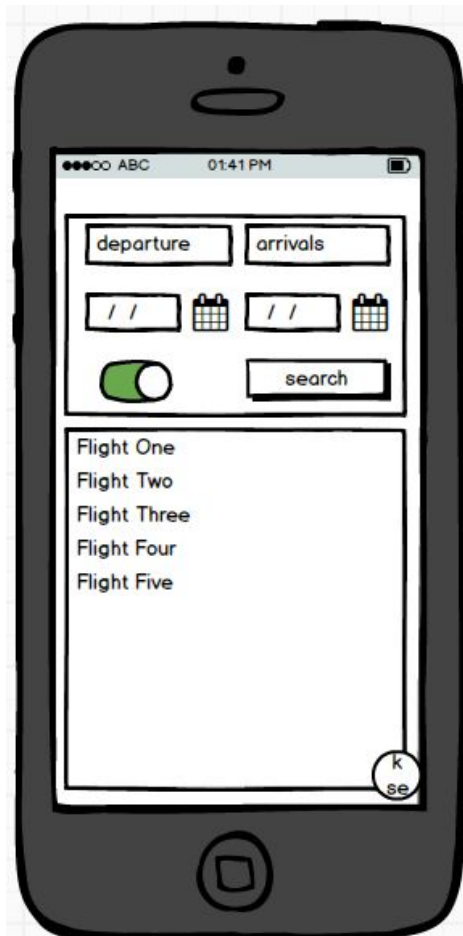 ABC 01:41 PM
departure arrivals
/ / / /
search
Flight One
Flight Two
Flight Three
Flight Four
Flight Five
k
se